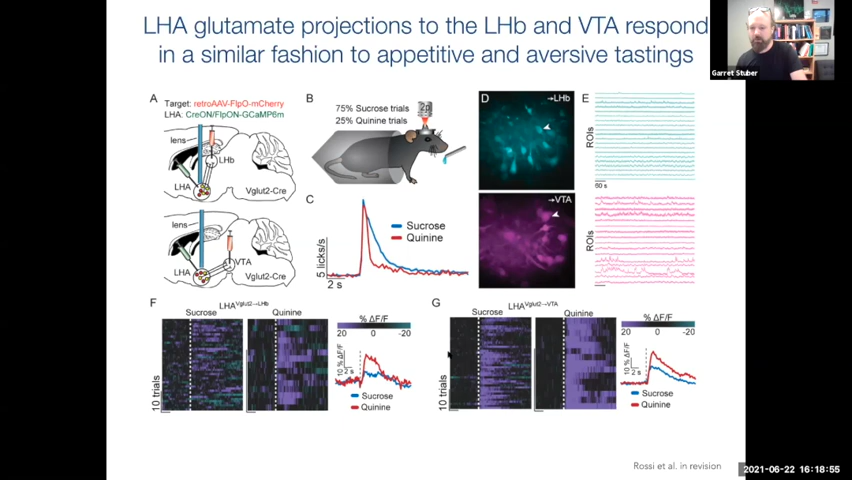 LHA glutamate projections to the LHb and VTA respond
in a similar fashion to appetitive and aversive tastings
Garret Stuber
A
Target: retroAAV-FlpO-mCherry
LHA: CreON/FlpON-GCaMP6m
lens
LHb
LHA
Vglut2-Cre
lens
VTA
LHA
Vglut2-Cre
B
75% Sucrose trials
25% Quinine trials
2p
C
5 licks/s
2 s
Sucrose
Quinine
D
→LHb
→VTA
E
ROIs
60 s
ROIs
F
LHAVglut2→LHb
Sucrose
Quinine
10 trials
% ΔF/F
20 0 -20
10 % ΔF/F
2 s
Sucrose
Quinine
G
LHAVglut2→VTA
Sucrose
Quinine
10 trials
% ΔF/F
20 0 -20
10 % ΔF/F
2 s
Sucrose
Quinine
Rossi et al. in revision
2021-06-22 16:18:55